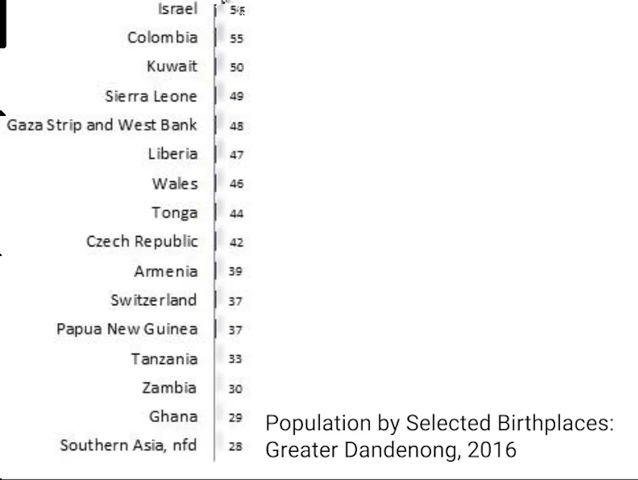 Israel
Colombia 55
Kuwait 50
Sierra Leone 49
Gaza Strip and West Bank 48
Liberia 47
Wales 46
Tonga 44
Czech Republic 42
Armenia 39
Switzerland 37
Papua New Guinea 37
Tanzania 33
Zambia 30
Ghana 29
Southern Asia, nfd 28
Population by Selected Birthplaces:
Greater Dandenong, 2016